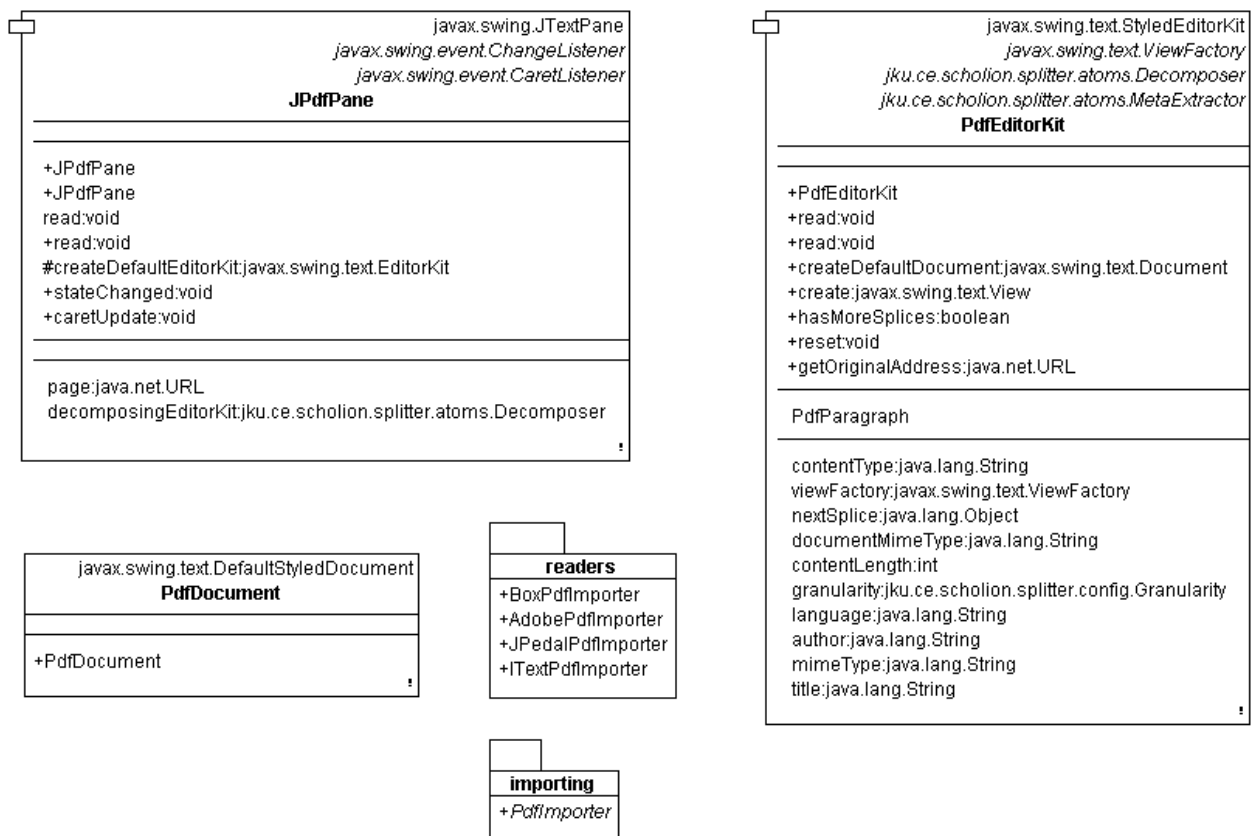 javax.swing.JTextPane
javax.swing.event.ChangeListener
javax.swing.event.CaretListener
JPdfPane
+JPdfPane
+JPdfPane
read:void
+read:void
#createDefaultEditorKit:javax.swing.text.EditorKit
+stateChanged:void
+caretUpdate:void
page:java.net.URL
decomposingEditorKit:jku.ce.scholion.splitter.atoms.Decomposer
javax.swing.text.StyledEditorKit
javax.swing.text.ViewFactory
jku.ce.scholion.splitter.atoms.Decomposer
jku.ce.scholion.splitter.atoms.MetaExtractor
PdfEditorKit
+PdfEditorKit
+read:void
+read:void
+createDefaultDocument:javax.swing.text.Document
+create:javax.swing.text.View
+hasMoreSplices:boolean
+reset:void
+getOriginalAddress:java.net.URL
PdfParagraph
contentType:java.lang.String
viewFactory:javax.swing.text.ViewFactory
nextSplice:java.lang.Object
documentMimeType:java.lang.String
contentLength:int
granularity:jku.ce.scholion.splitter.config.Granularity
language:java.lang.String
author:java.lang.String
mimeType:java.lang.String
title:java.lang.String
javax.swing.text.DefaultStyledDocument
PdfDocument
+PdfDocument
readers
+BoxPdfImporter
+AdobePdfImporter
+JPedalPdfImporter
+ITextPdfImporter
importing
+PdfImporter